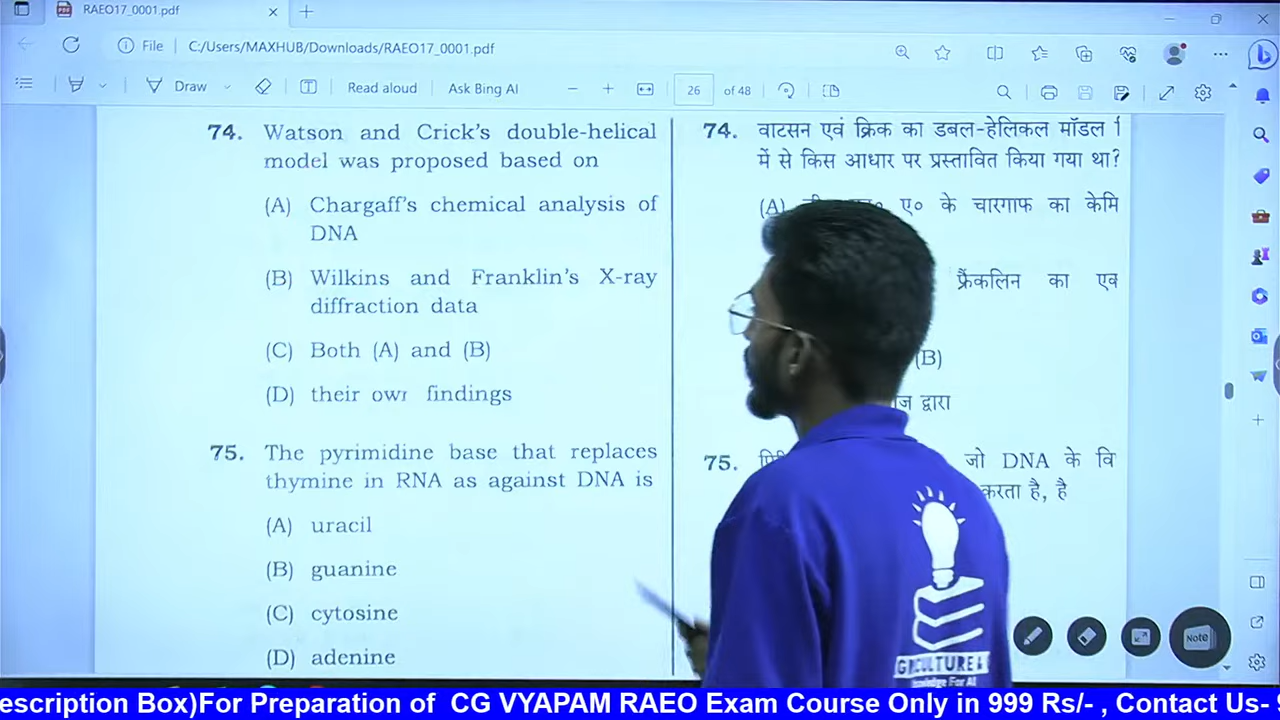 RAEO17_0001.pdf
File
C:/Users/MAXHUB/Downloads/RAEO17_0001.pdf
Draw
Read aloud
Ask Bing AI
26
of 48
74. Watson and Crick's double-helical
model was proposed based on
(A) Chargaff's chemical analysis of
DNA
(B) Wilkins and Franklin's X-ray
diffraction data
(C) Both (A) and (B)
(D) their own findings
75. The pyrimidine base that replaces
thymine in RNA as against DNA is
(A) uracil
(B) guanine
(C) cytosine
(D) adenine
74. वाटसन एवं क्रिक का डबल-हेलिकल मॉडल
में से किस आधार पर प्रस्तावित किया गया था?
(A) ए० के चारगाफ का केमि
फ्रैंकलिन का एव
(B)
द्वारा
75. जो DNA के वि
करता है, है
Note
escription Box)For Preparation of CG VYAPAM RAEO Exam Course Only in 999 Rs/- , Contact Us-